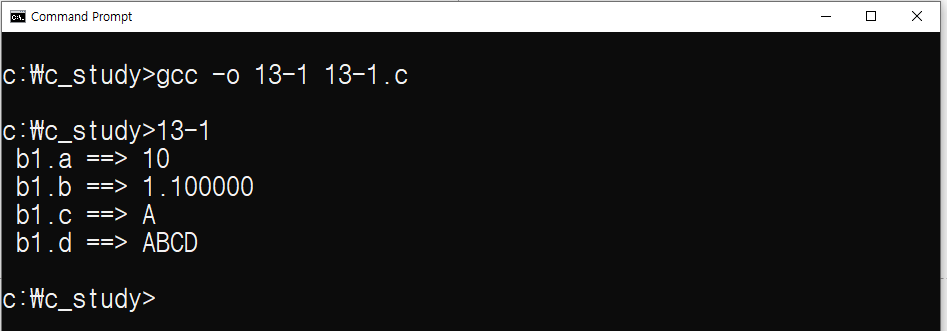 Command Prompt
c:₩c_study>gcc -o 13-1 13-1.c
c:₩c_study>13-1
b1.a ==> 10
b1.b ==> 1.100000
b1.c ==> A
b1.d ==> ABCD
c:₩c_study>